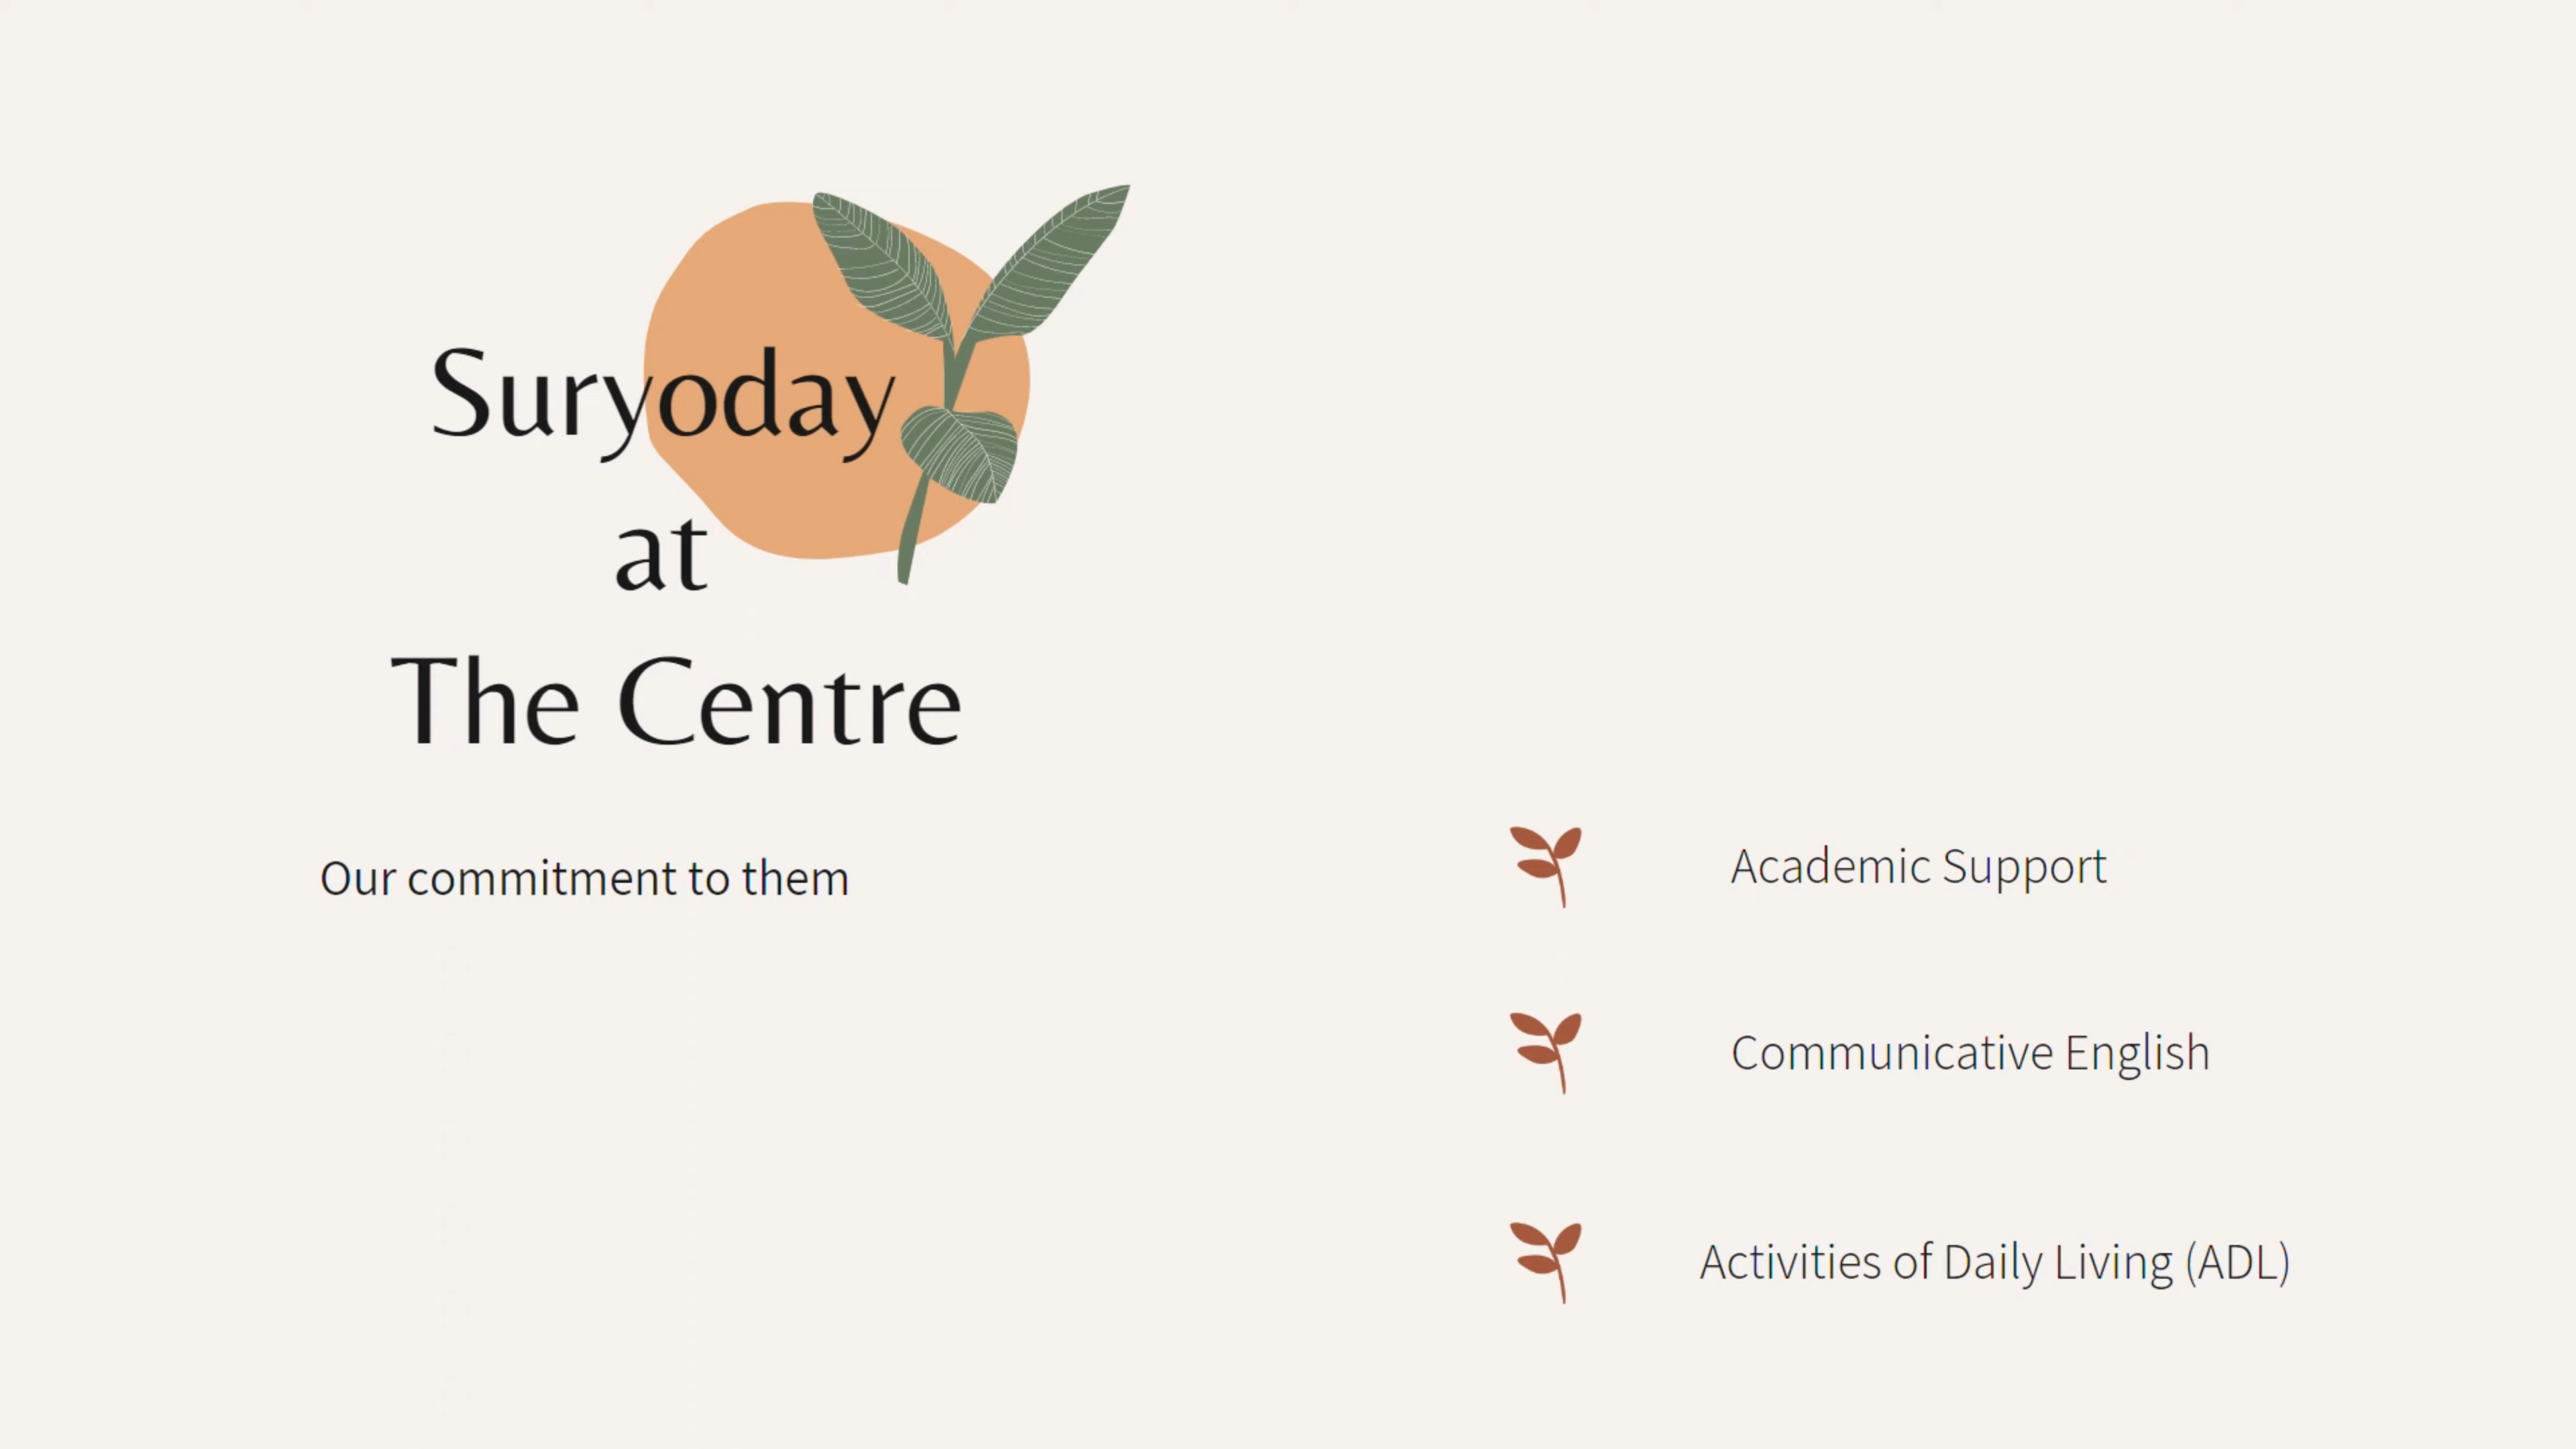 Suryoday
at
The Centre
Our commitment to them
Academic Support
Communicative English
Activities of Daily Living (ADL)